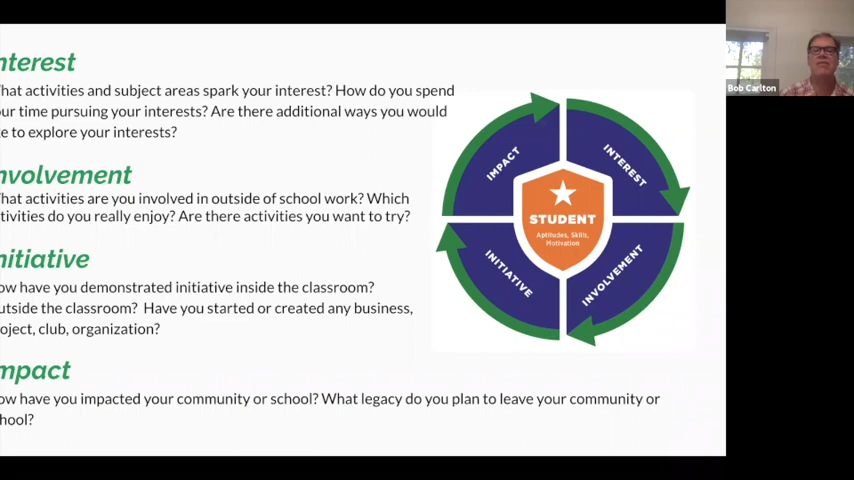 nterest
hat activities and subject areas spark your interest? How do you spend
ur time pursuing your interests? Are there additional ways you would
e to explore your interests?
nvolvement
hat activities are you involved in outside of school work? Which
tivities do you really enjoy? Are there activities you want to try?
nitiative
ow have you demonstrated initiative inside the classroom?
utside the classroom? Have you started or created any business,
oject, club, organization?
mpact
ow have you impacted your community or school? What legacy do you plan to leave your community or
hool?
IMPACT
INTEREST
STUDENT
Aptitudes, Skills,
Motivation
INITIATIVE
INVOLVEMENT
Bob Carlton